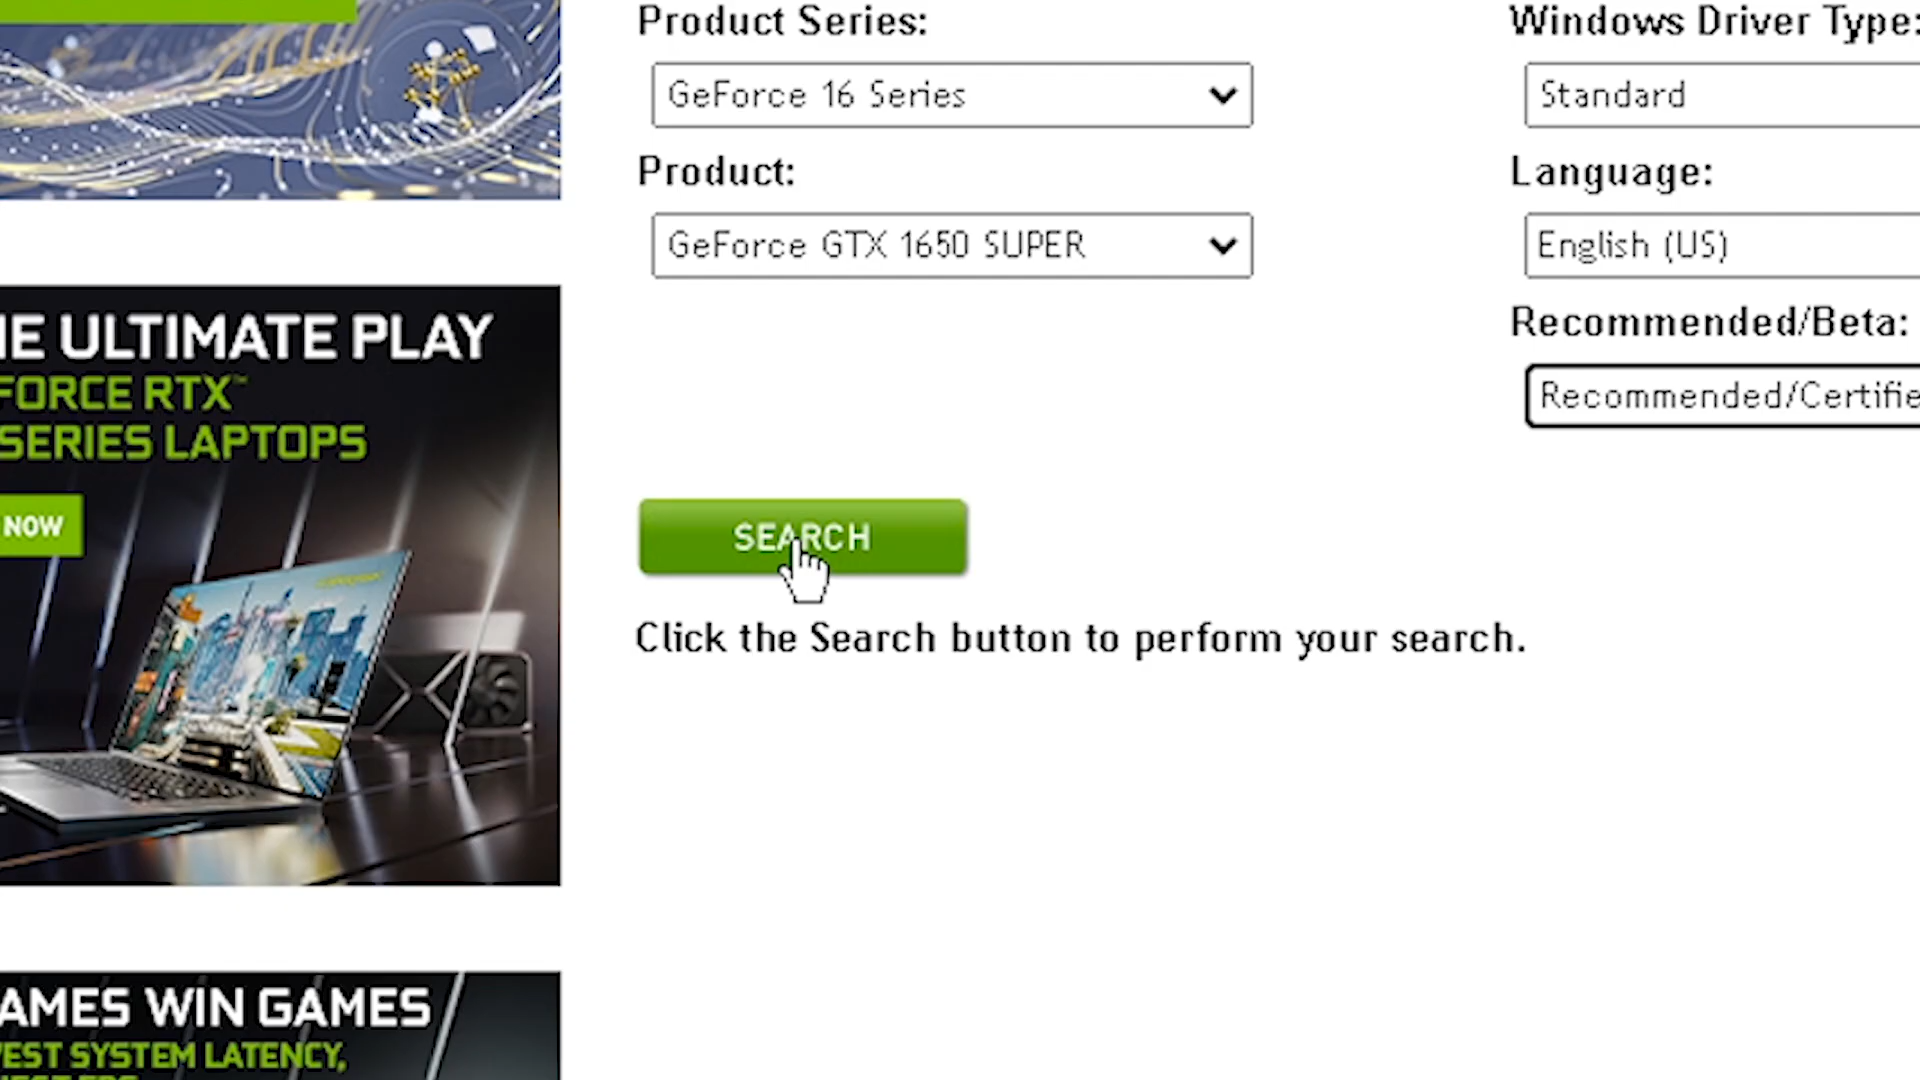 Product Series:
GeForce 16 Series
Product:
GeForce GTX 1650 SUPER
SEARCH
Click the Search button to perform your search.
Windows Driver Type:
Standard
Language:
English (US)
Recommended/Beta:
Recommended/Certifie
IE ULTIMATE PLAY
FORCE RTX™
SERIES LAPTOPS
NOW
AMES WIN GAMES
EST SYSTEM LATENCY,